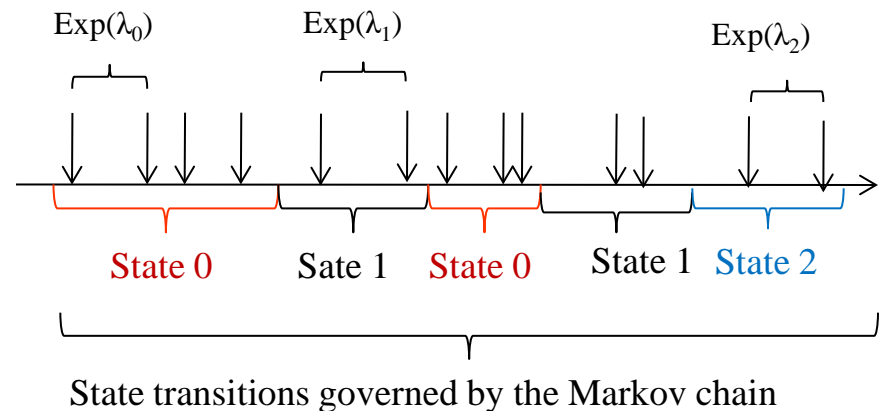 Exp(λ₀) Exp(λ₁) Exp(λ₂)
State 0 Sate 1 State 0 State 1 State 2
State transitions governed by the Markov chain